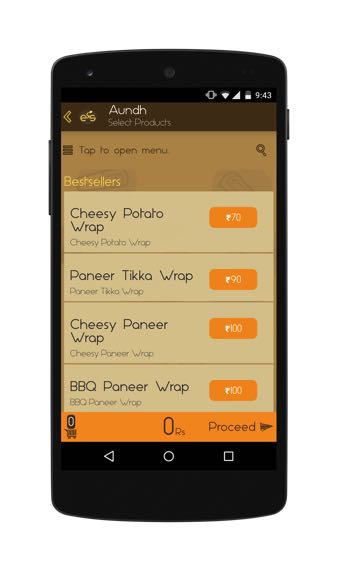 9:43
Aundh
Select Products
Tap to open menu.
Bestsellers
Cheesy Potato
Wrap
₹70
Cheesy Potato Wrap
Paneer Tikka Wrap
₹90
Paneer Tikka Wrap
Cheesy Paneer
Wrap
₹100
Cheesy Paneer Wrap
BBQ Paneer Wrap
₹100
BBQ Paneer Wrap
0
0 Rs
Proceed